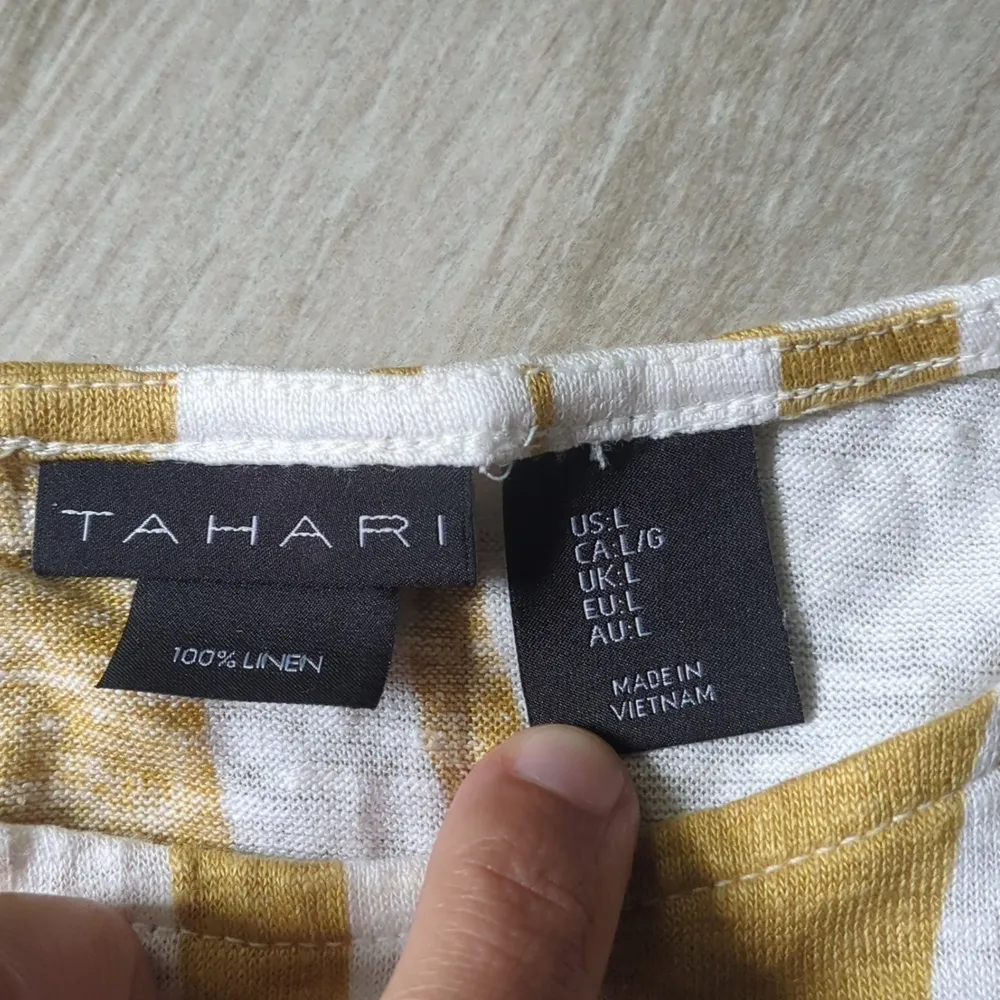 TAHARI
100% LINEN
US:L
CA:L/G
UK:L
EU:L
AU:L
MADE IN
VIETNAM